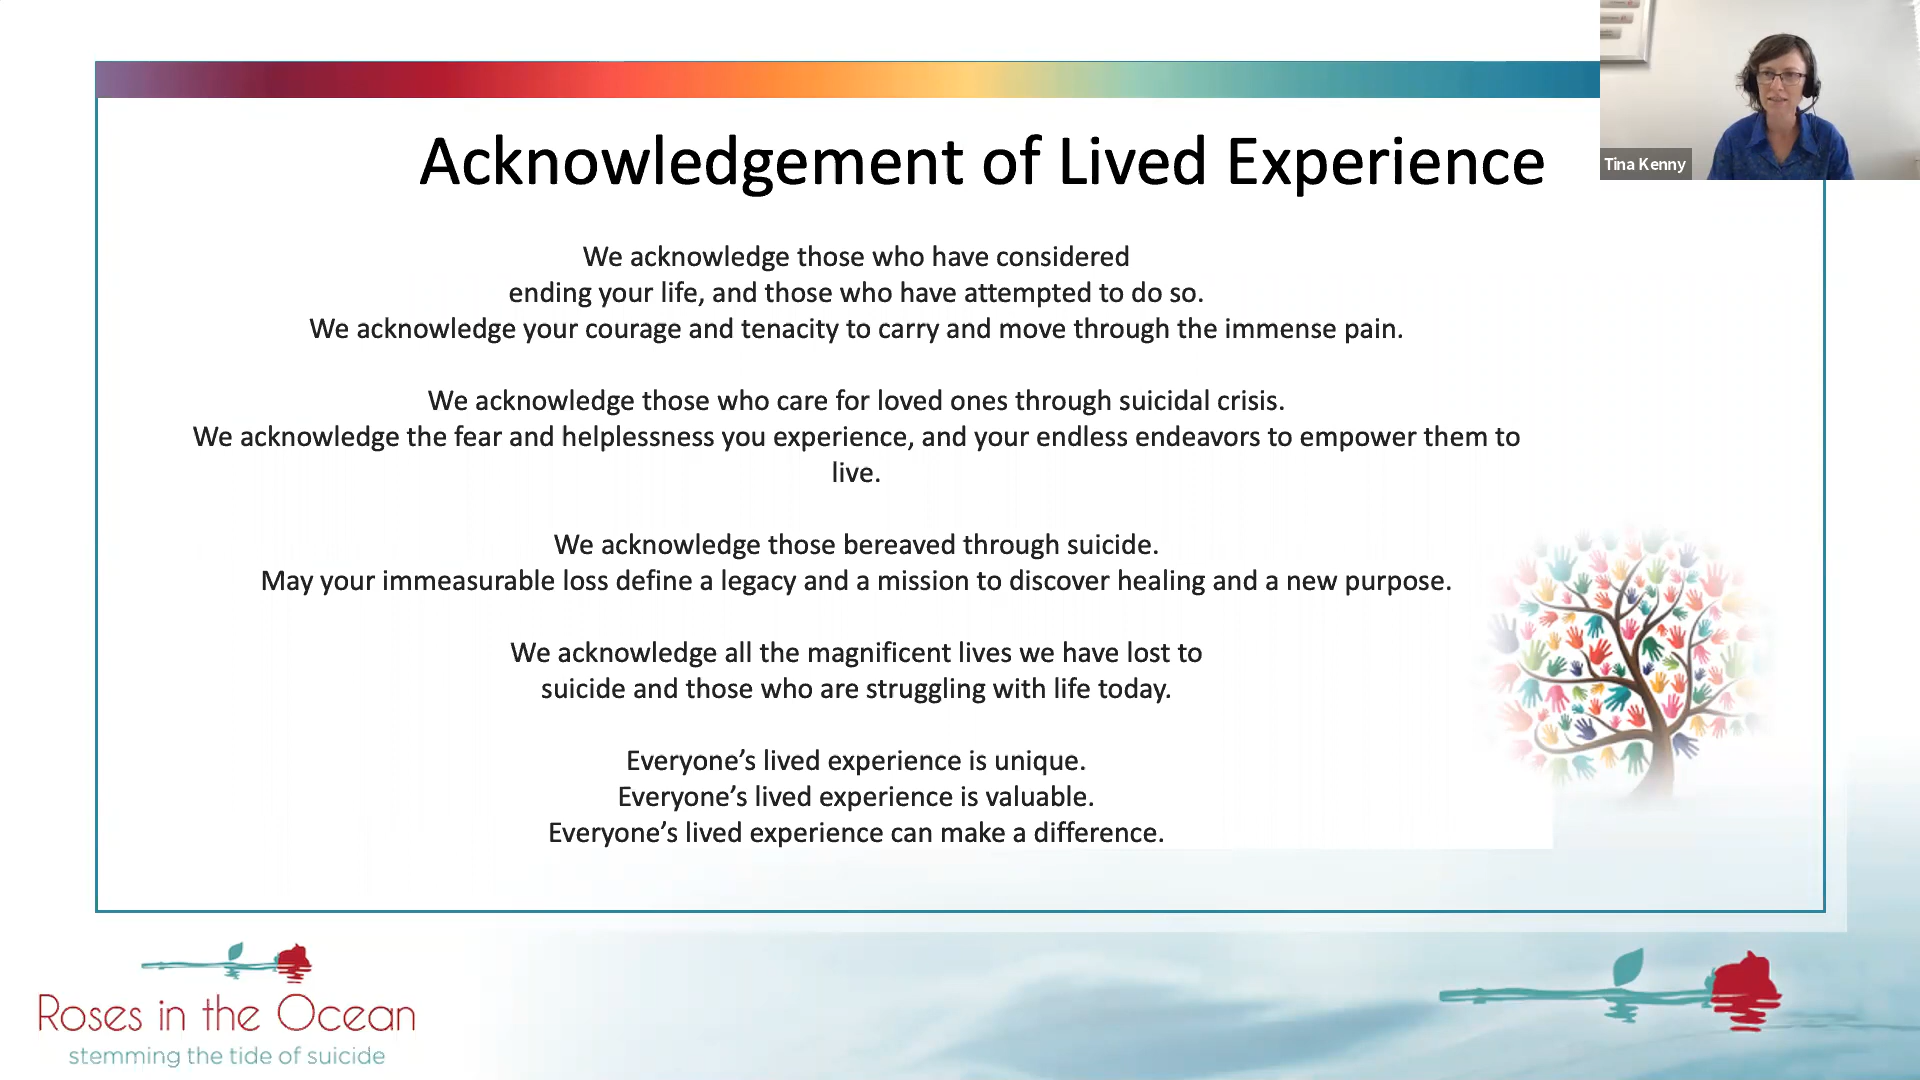 Acknowledgement of Lived Experience
Tina Kenny
We acknowledge those who have considered
ending your life, and those who have attempted to do so.
We acknowledge your courage and tenacity to carry and move through the immense pain.
We acknowledge those who care for loved ones through suicidal crisis.
We acknowledge the fear and helplessness you experience, and your endless endeavors to empower them to
live.
We acknowledge those bereaved through suicide.
May your immeasurable loss define a legacy and a mission to discover healing and a new purpose.
We acknowledge all the magnificent lives we have lost to
suicide and those who are struggling with life today.
Everyone’s lived experience is unique.
Everyone’s lived experience is valuable.
Everyone’s lived experience can make a difference.
Roses in the Ocean
stemming the tide of suicide